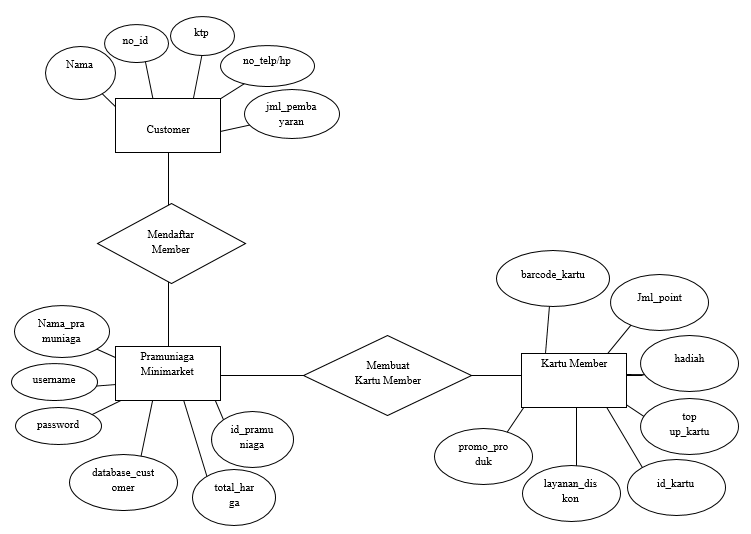 ktp
no_id
Nama
no_telp/hp
jml_pemba
yaran
Customer
Mendaftar
Member
barcode_kartu
Jml_point
Nama_pra
muniaga
Pramuniaga
Minimarket
Membuat
Kartu Member
Kartu Member
hadiah
username
password
id_pramu
niaga
top
up_kartu
promo_pro
duk
database_cust
omer
total_har
ga
layanan_dis
kon
id_kartu